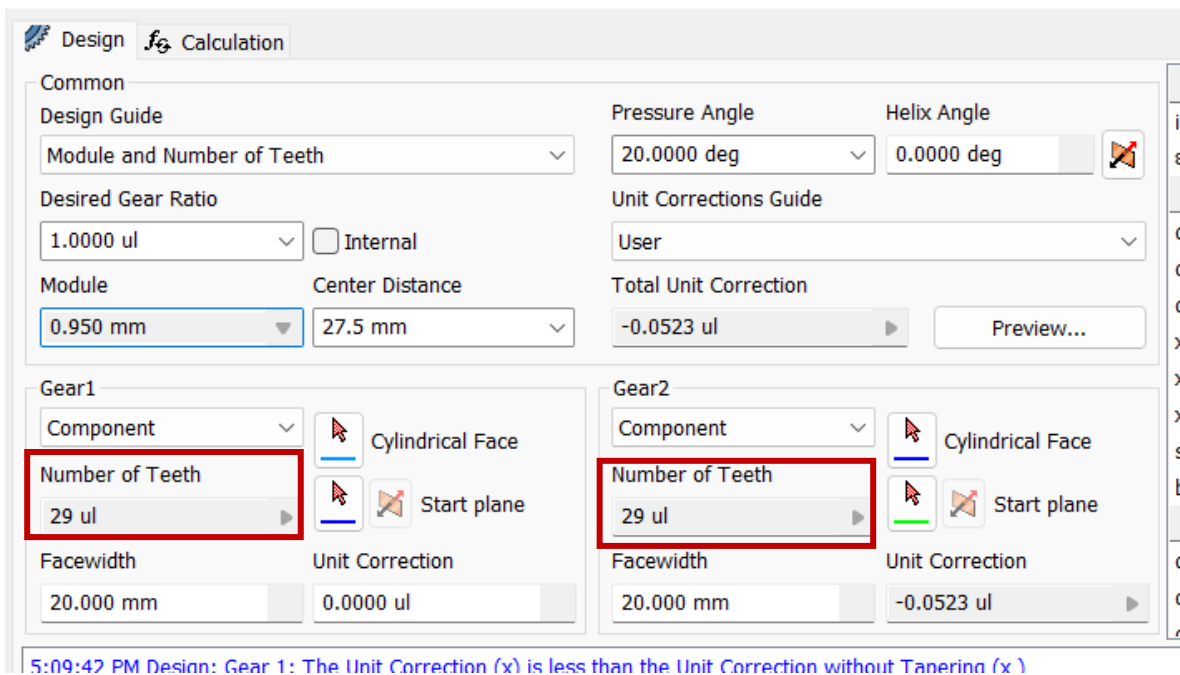 Design Calculation
Common
Design Guide Pressure Angle Helix Angle
Module and Number of Teeth 20.0000 deg 0.0000 deg
Desired Gear Ratio Unit Corrections Guide
1.0000 ul Internal User
Module Center Distance Total Unit Correction
0.950 mm 27.5 mm -0.0523 ul Preview...
Gear1 Gear2
Component Cylindrical Face Component Cylindrical Face
Number of Teeth Number of Teeth
29 ul Start plane 29 ul Start plane
Facewidth Unit Correction Facewidth Unit Correction
20.000 mm 0.0000 ul 20.000 mm -0.0523 ul
5:09:42 PM Design: Gear 1: The Unit Correction (x) is less than the Unit Correction without Tapering (x )